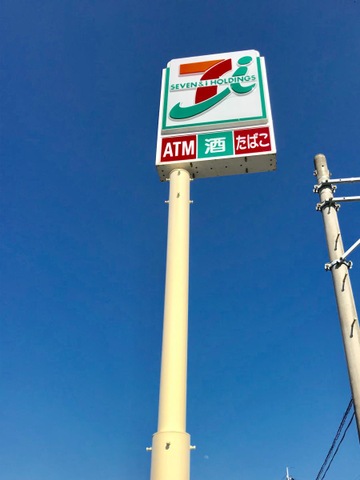 7i
SEVEN & i HOLDINGS
ATM 酒 たばこ